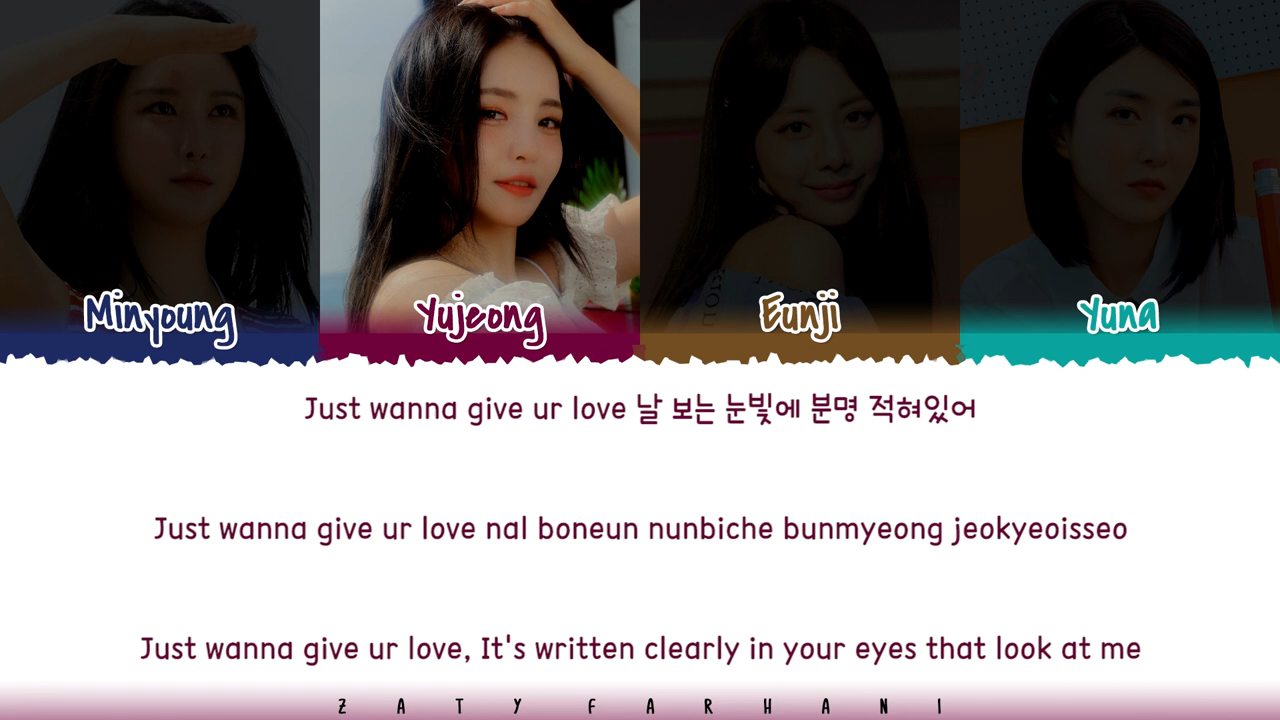 Minyoung
Yujeong
Eunji
Yuna
Just wanna give ur love 날 보는 눈빛에 분명 적혀있어
Just wanna give ur love nal boneun nunbiche bunmyeong jeokyeoisseo
Just wanna give ur love, It's written clearly in your eyes that look at me
ZATY FARHANI